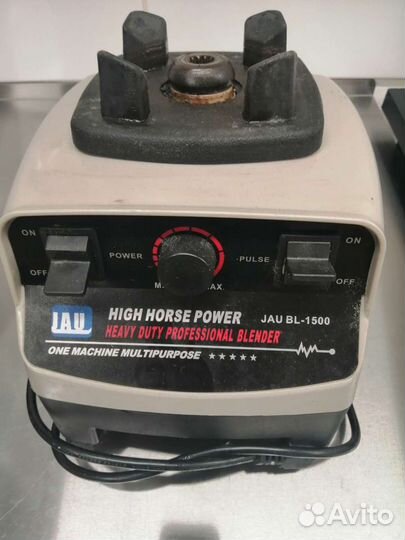 ON
POWER
OFF
M
AX
PULSE
ON
OFF
JAU
HIGH HORSE POWER
JAU BL-1500
HEAVY DUTY PROFESSIONAL BLENDER
ONE MACHINE MULTIPURPOSE ★★★★★
Avito